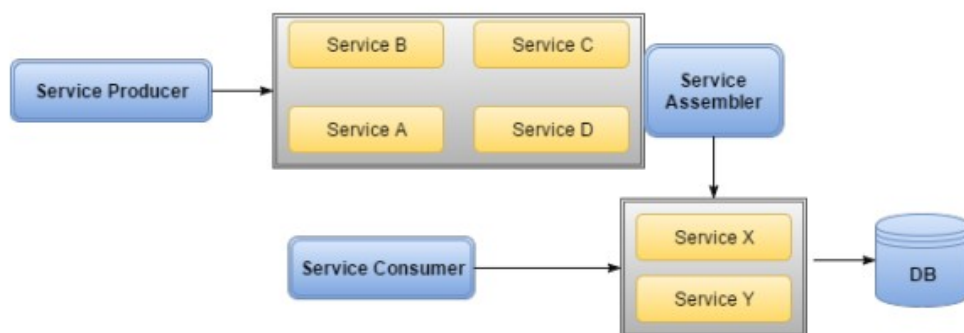 Service B
Service C
Service Producer
Service
Assembler
Service A
Service D
Service X
Service Consumer
DB
Service Y